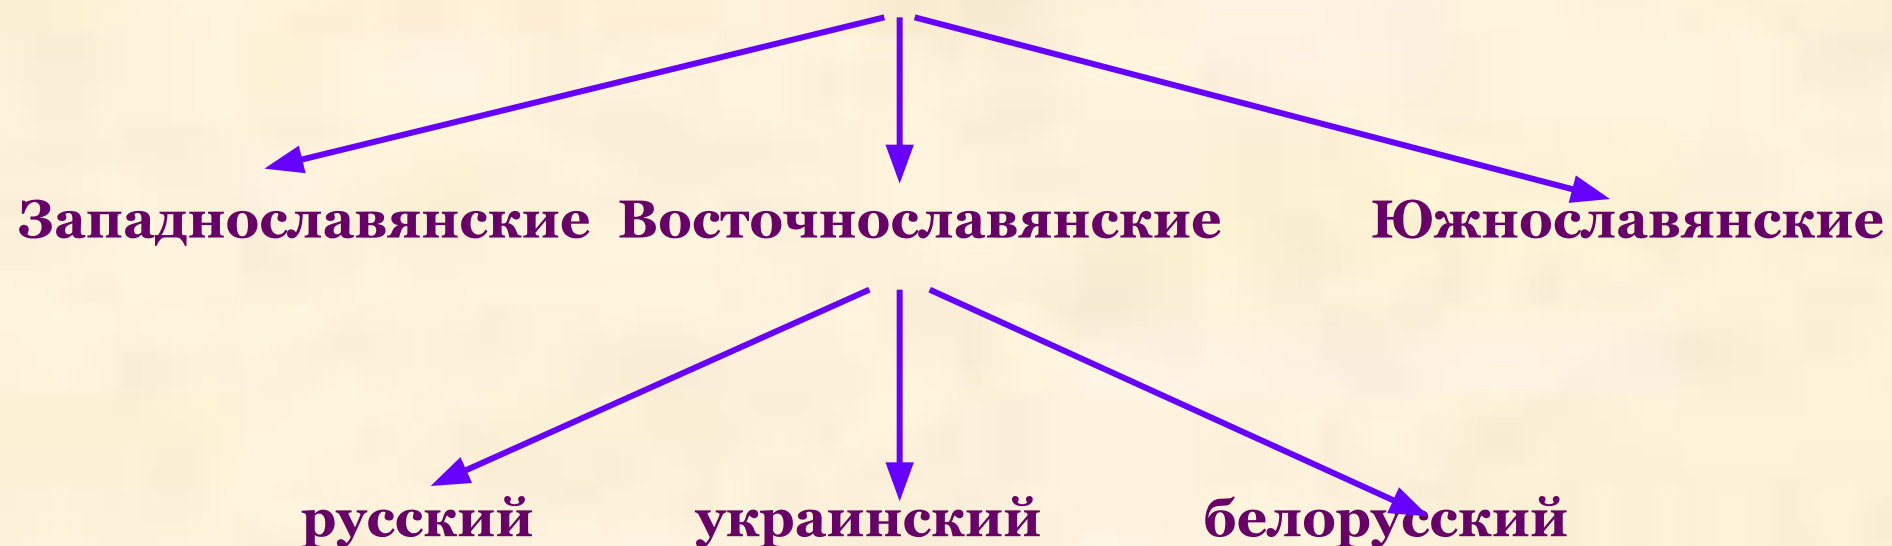 Западнославянские Восточнославянские Южнославянские
русский украинский белорусский